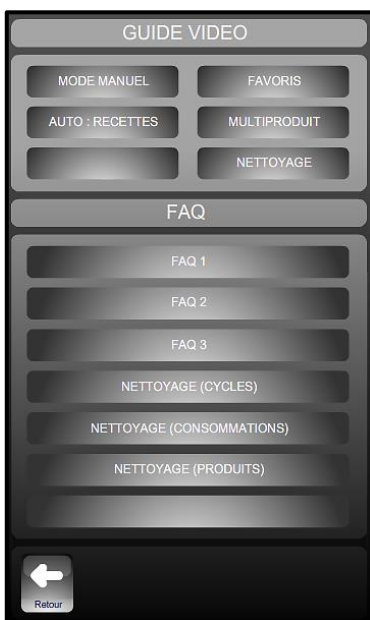 GUIDE VIDEO
MODE MANUEL
FAVORIS
AUTO : RECETTES
MULTIPRODUIT
NETTOYAGE
FAQ
FAQ 1
FAQ 2
FAQ 3
NETTOYAGE (CYCLES)
NETTOYAGE (CONSOMMATIONS)
NETTOYAGE (PRODUITS)
Retour